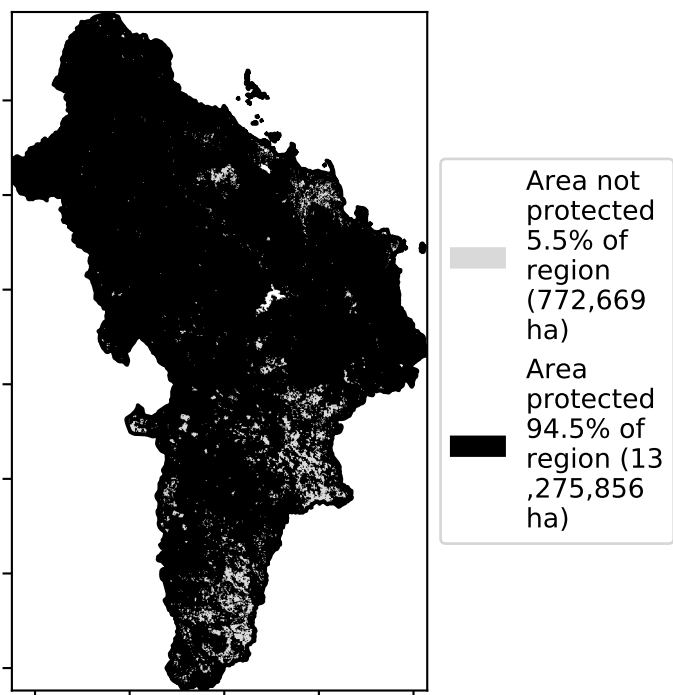 Area not
protected
5.5% of
region
(772,669
ha)
Area
protected
94.5% of
region (13
,275,856
ha)